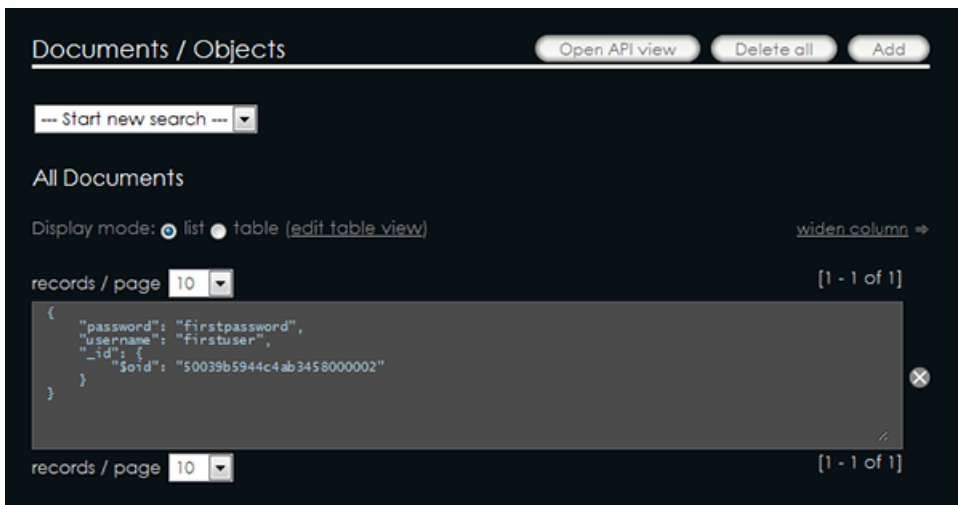 Documents / Objects Open API view Delete all Add
--- Start new search ---
All Documents
Display mode: list table (edit table view) widen column ⇒
records / page 10 [1 - 1 of 1]
{
"password": "firstpassword",
"username": "firstuser",
"_id": {
"$oid": "50039b5944c4ab3458000002"
}
}
records / page 10 [1 - 1 of 1]